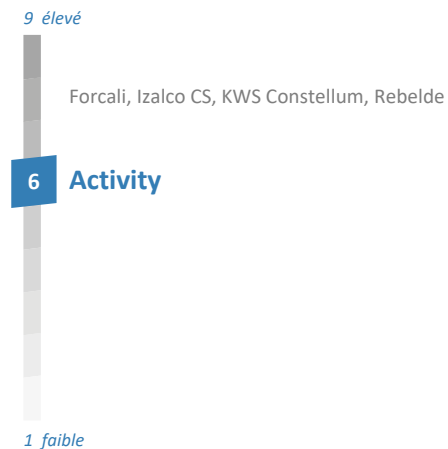 9 élevé
Forcali, Izalco CS, KWS Constellum, Rebelde
6 Activity
1 faible